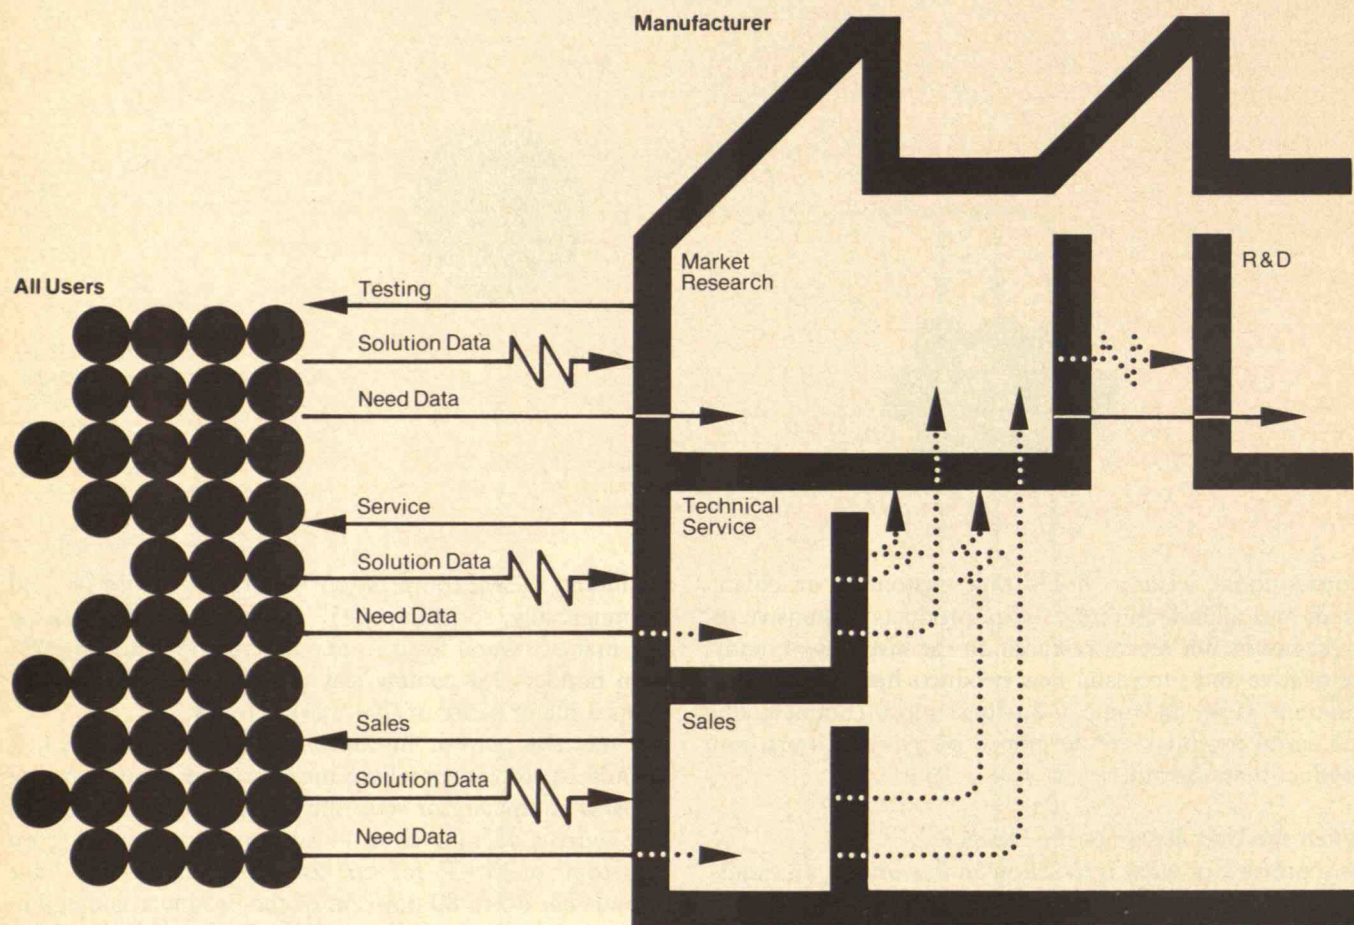 Manufacturer
All Users
Testing
Solution Data
Need Data
Service
Solution Data
Need Data
Sales
Solution Data
Need Data
Market
Research
Technical
Service
Sales
R&D